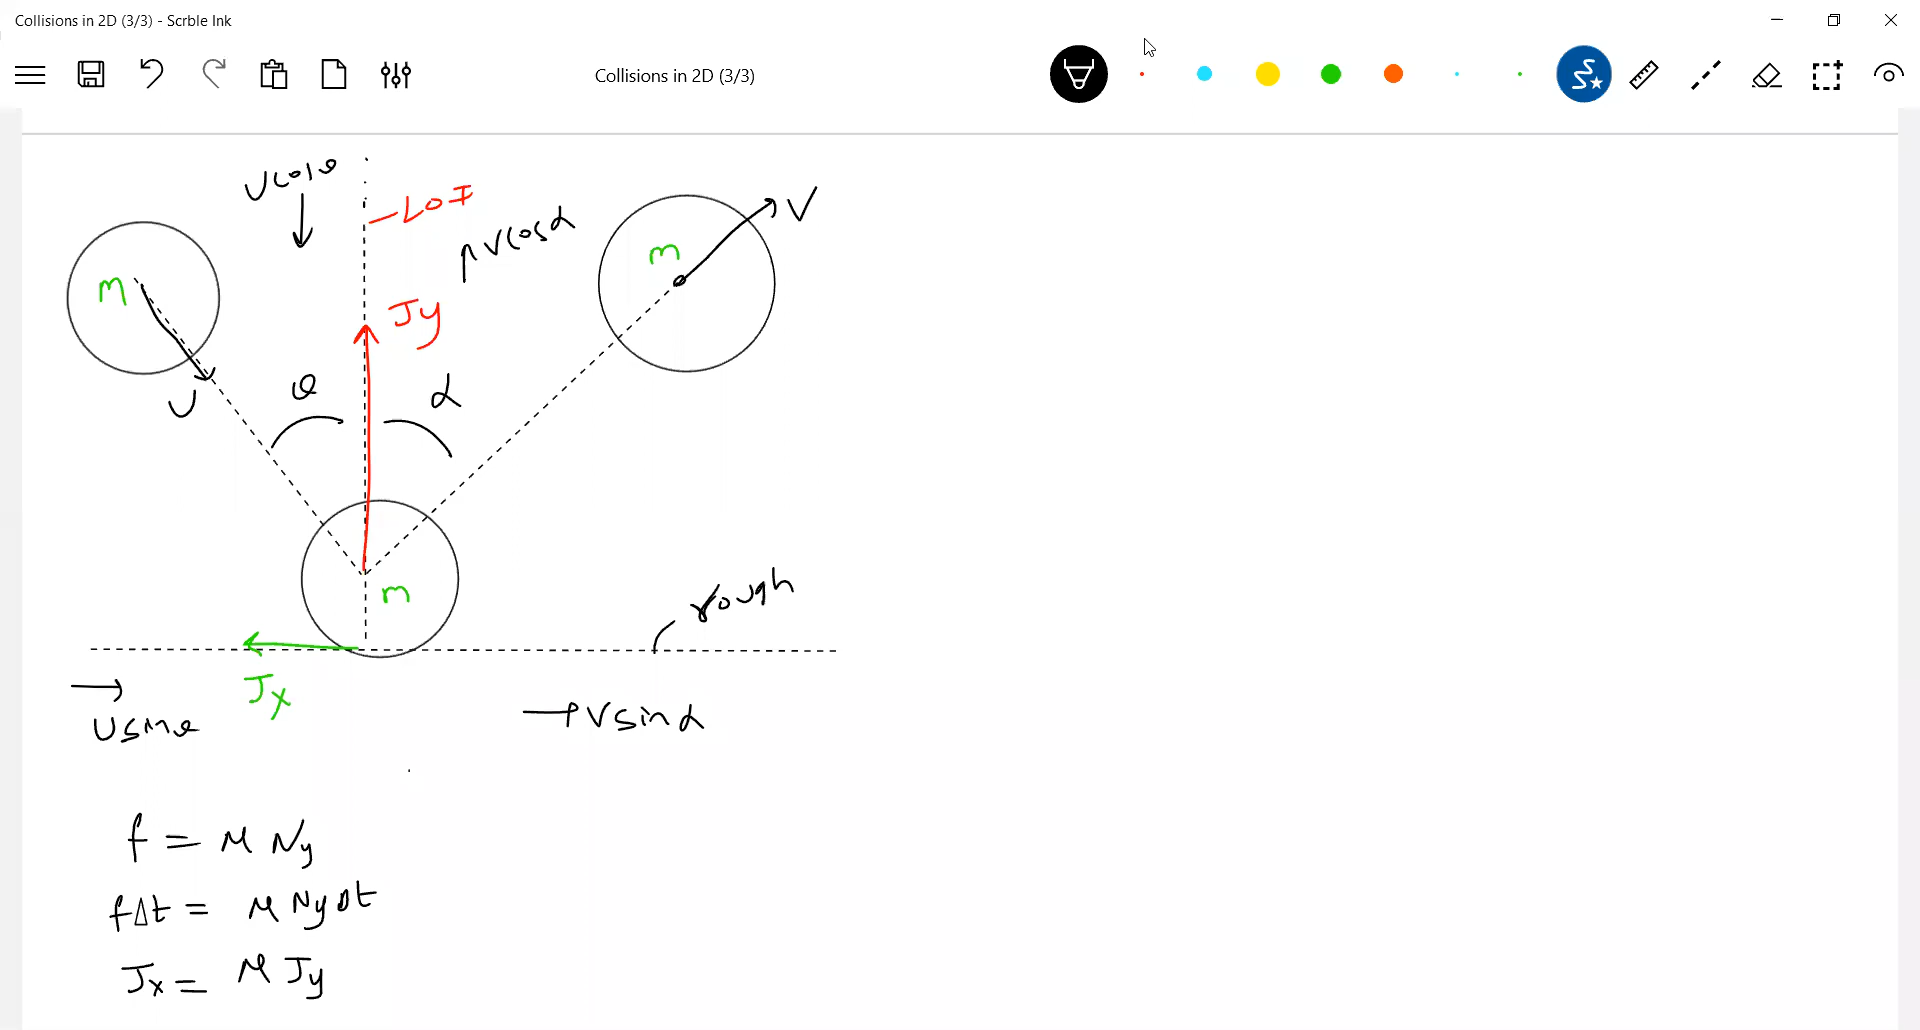 Collisions in 2D (3/3) - Scrble Ink
Collisions in 2D (3/3)
Ucosθ
LOI
Vcosα
V
m
m
Jy
U
θ
α
m
rough
Jx
Usinθ
Vsinα
f = μ Ny
fΔt = μ NyΔt
Jx = μ Jy